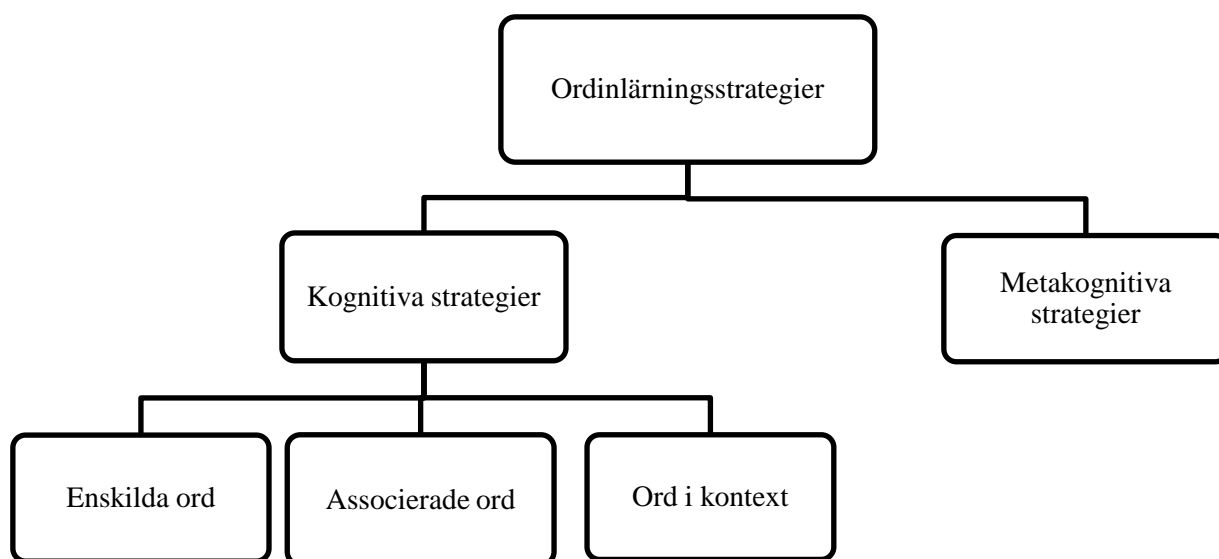 Ordinlärningsstrategier
Kognitiva strategier
Metakognitiva
strategier
Enskilda ord
Associerade ord
Ord i kontext